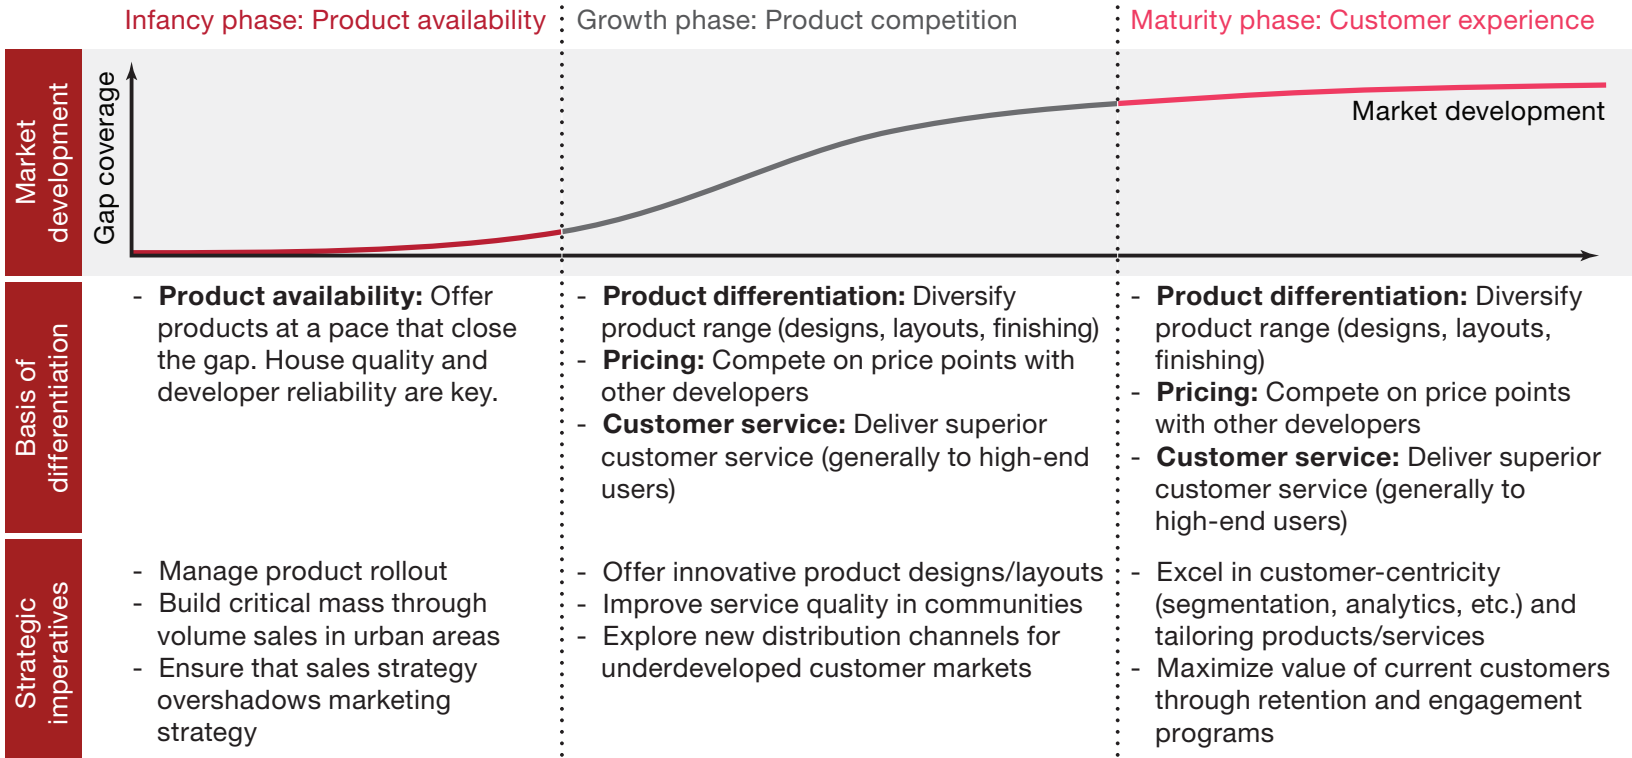 Infancy phase: Product availability
Growth phase: Product competition
Maturity phase: Customer experience
Market
development
Gap coverage
Market development
Basis of
differentiation
- Product availability: Offer
products at a pace that close
the gap. House quality and
developer reliability are key.
- Product differentiation: Diversify
product range (designs, layouts, finishing)
- Pricing: Compete on price points with
other developers
- Customer service: Deliver superior
customer service (generally to high-end
users)
- Product differentiation: Diversify
product range (designs, layouts,
finishing)
- Pricing: Compete on price points
with other developers
- Customer service: Deliver superior
customer service (generally to
high-end users)
Strategic
imperatives
- Manage product rollout
- Build critical mass through
volume sales in urban areas
- Ensure that sales strategy
overshadows marketing
strategy
- Offer innovative product designs/layouts
- Improve service quality in communities
- Explore new distribution channels for
underdeveloped customer markets
- Excel in customer-centricity
(segmentation, analytics, etc.) and
tailoring products/services
- Maximize value of current customers
through retention and engagement
programs